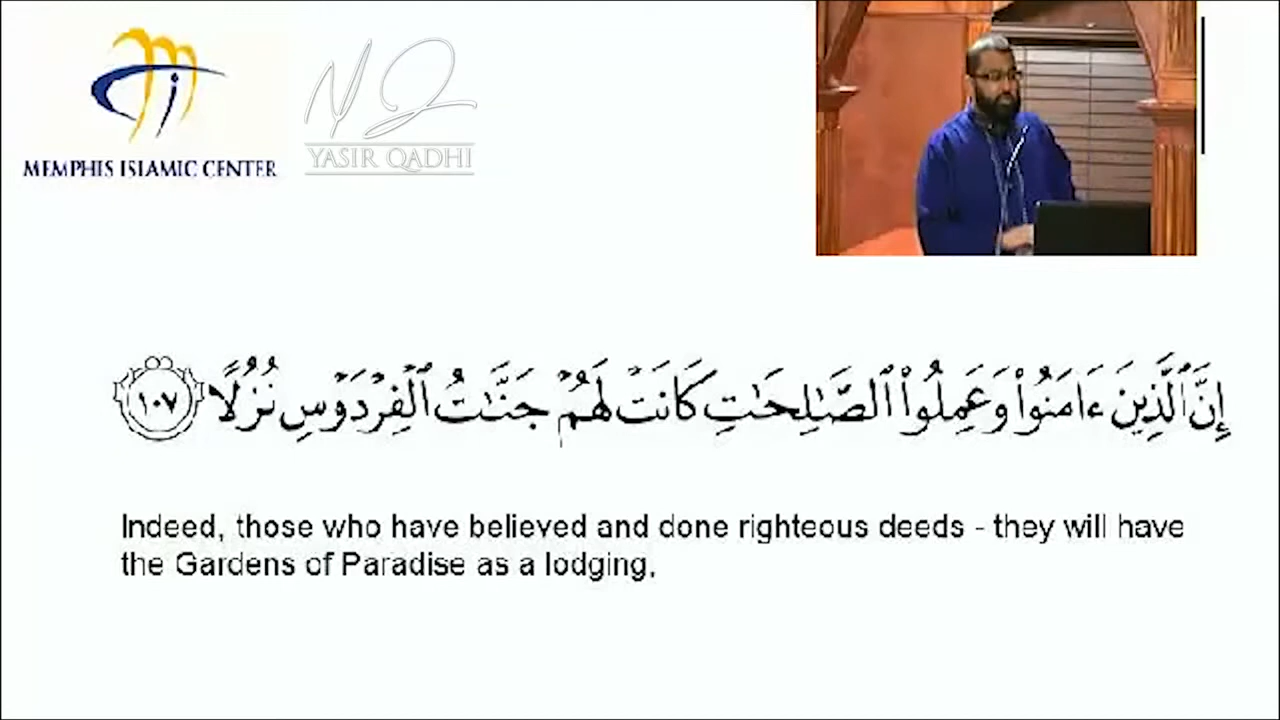 MEMPHIS ISLAMIC CENTER
YASIR QADHI
إِنَّ ٱلَّذِينَ ءَامَنُوا۟ وَعَمِلُوا۟ ٱلصَّـٰلِحَـٰتِ كَانَتْ لَهُمْ جَنَّـٰتُ ٱلْفِرْدَوْسِ نُزُلًا ١٠٧
Indeed, those who have believed and done righteous deeds - they will have
the Gardens of Paradise as a lodging,